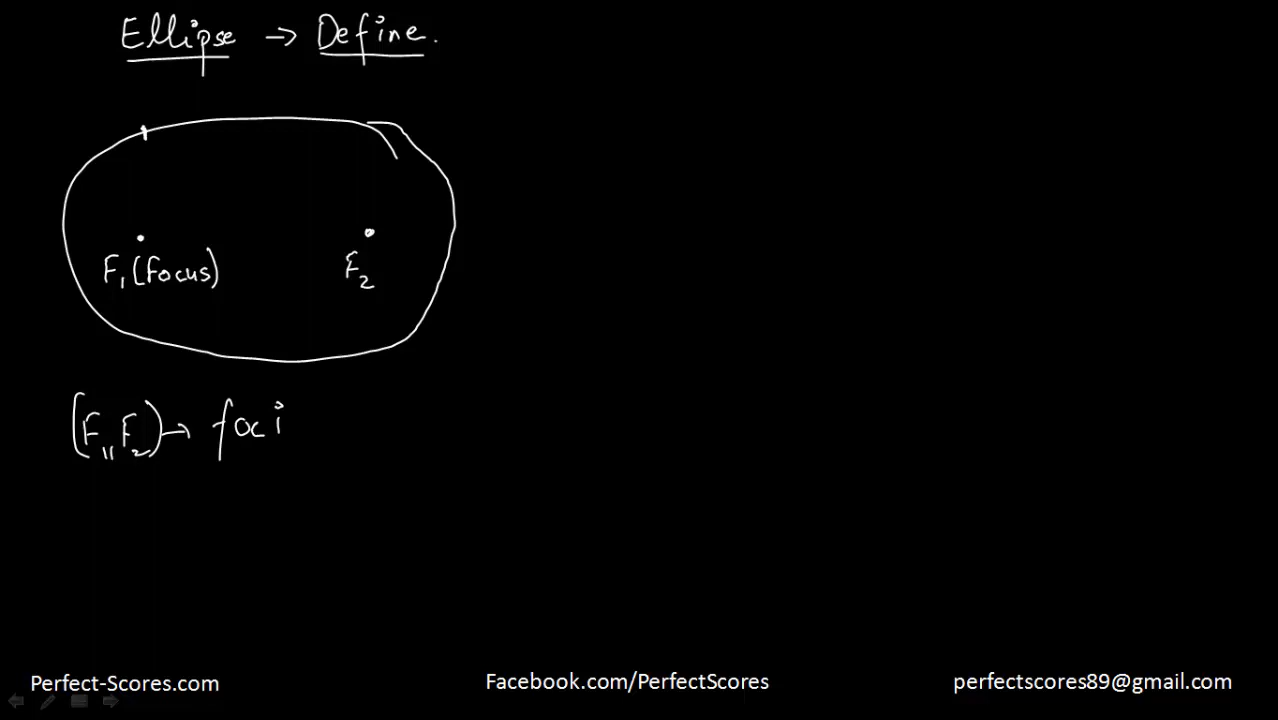 Ellipse → Define.
F₁ (Focus) F₂
(F₁, F₂) → foci
Perfect-Scores.com Facebook.com/PerfectScores perfectscores89@gmail.com